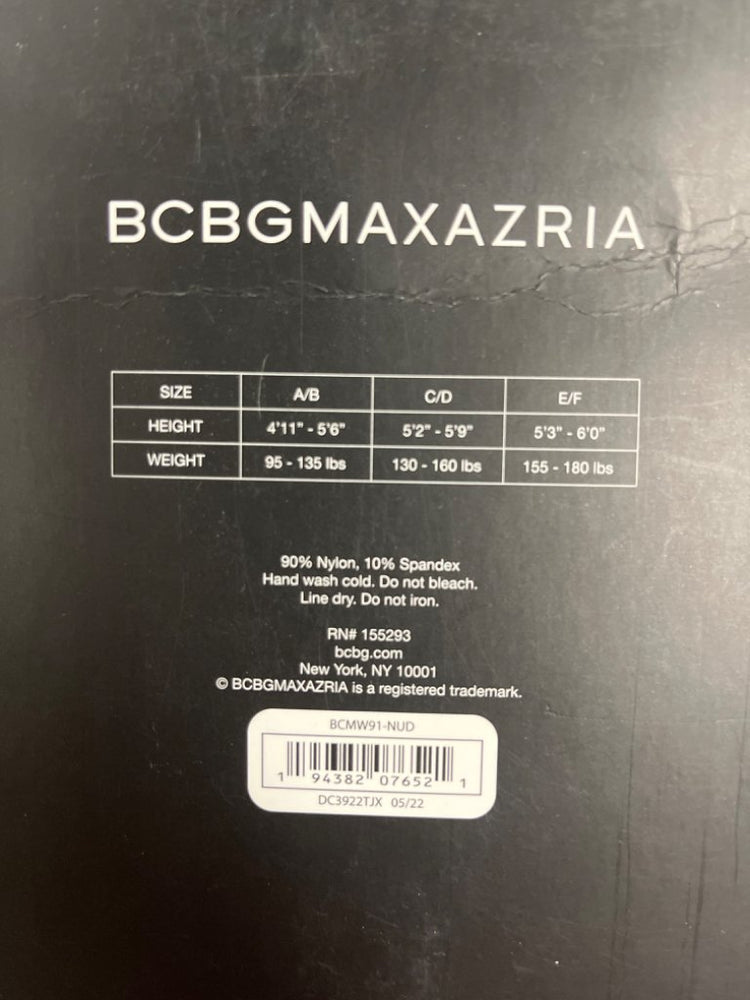 BCBGMAXAZRIA
SIZE A/B C/D E/F
HEIGHT 4'11" - 5'6" 5'2" - 5'9" 5'3" - 6'0"
WEIGHT 95 - 135 lbs 130 - 160 lbs 155 - 180 lbs
90% Nylon, 10% Spandex
Hand wash cold. Do not bleach.
Line dry. Do not iron.
RN# 155293
bcbg.com
New York, NY 10001
© BCBGMAXAZRIA is a registered trademark.
BCMW91-NUD
1 94382 07652 1
DC3922TJX 05/22